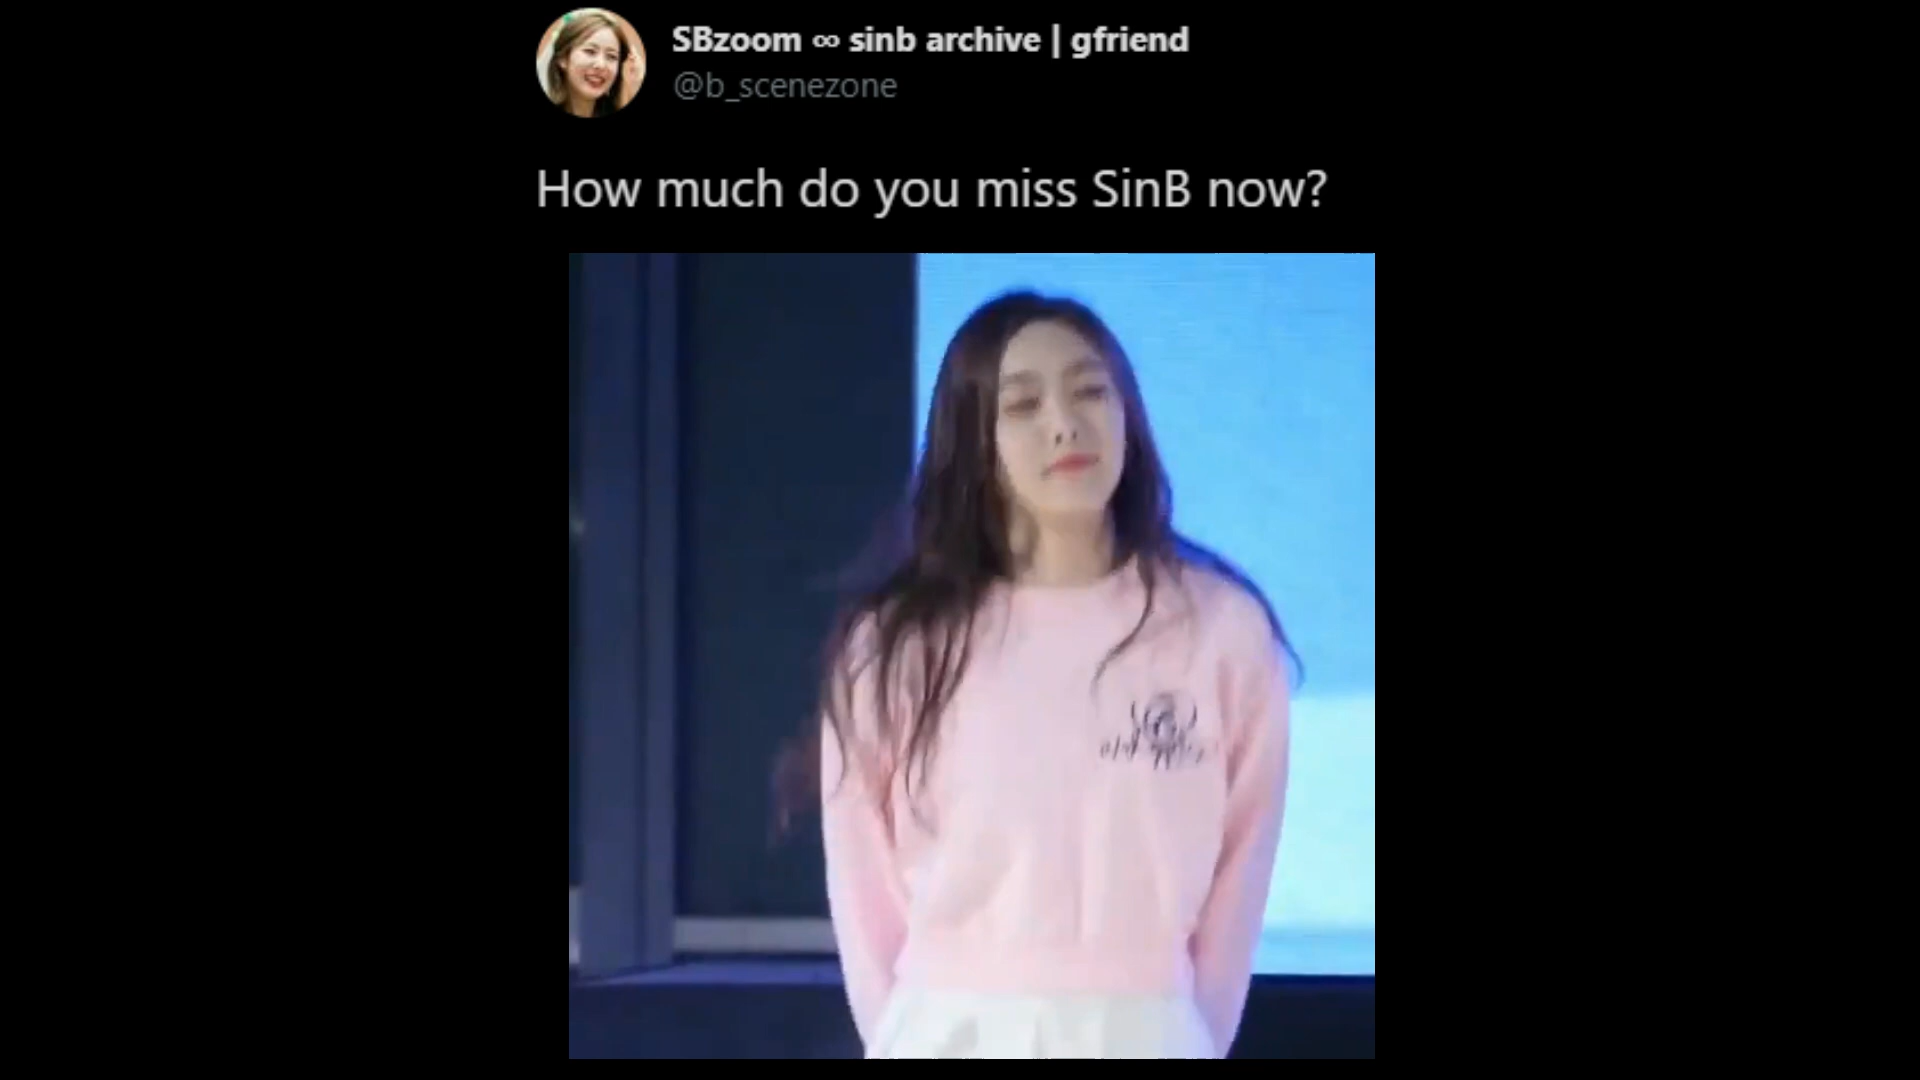 SBzoom ∞ sinb archive | gfriend
@b_scenezone
How much do you miss SinB now?